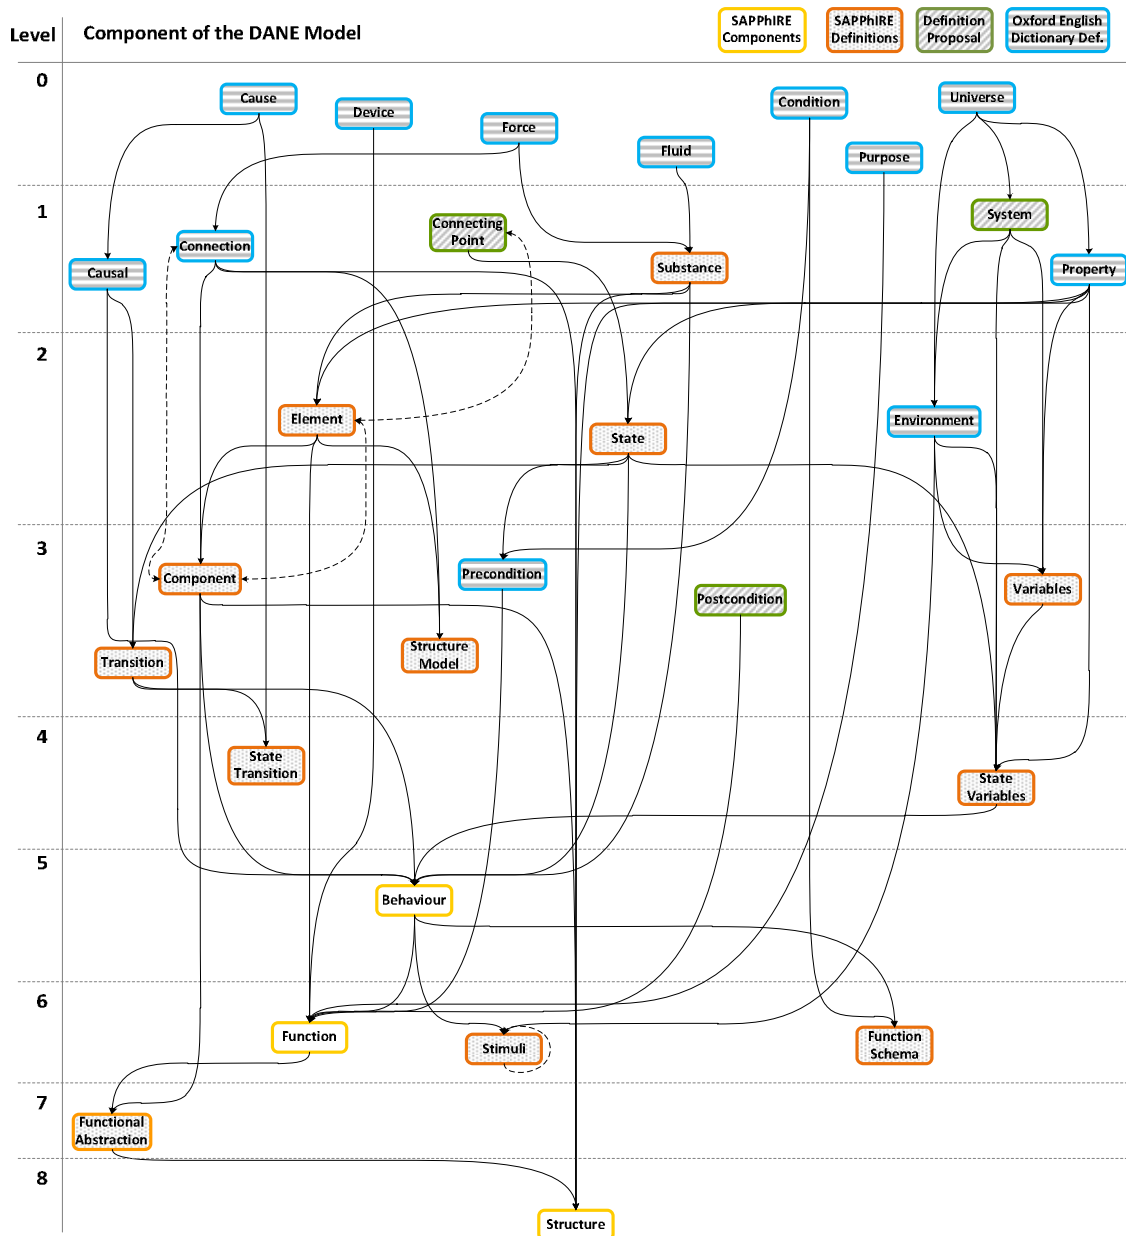 Level
Component of the DANE Model
SAPPhIRE
Components
SAPPhIRE
Definitions
Definition
Proposal
Oxford English
Dictionary Def.
0
Cause
Device
Force
Fluid
Condition
Purpose
Universe
1
Connection
Causal
Connecting
Point
Substance
System
Property
2
Element
State
Environment
3
Component
Precondition
Postcondition
Variables
Transition
Structure
Model
4
State
Transition
State
Variables
5
Behaviour
6
Function
Stimuli
Function
Schema
7
Functional
Abstraction
8
Structure